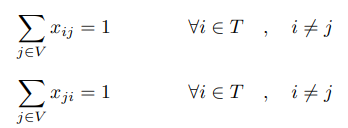 ∑_{j∈V} x_{ij} = 1 ∀i ∈ T , i ≠ j
∑_{j∈V} x_{ji} = 1 ∀i ∈ T , i ≠ j